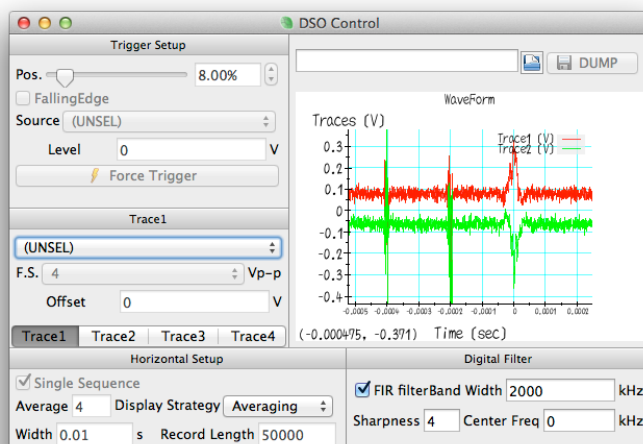 DSO Control
Trigger Setup
Pos. 8.00%
FallingEdge
Source (UNSEL)
Level 0 V
Force Trigger
Trace1
(UNSEL)
F.S. 4 Vp-p
Offset 0 V
Trace1 Trace2 Trace3 Trace4
DUMP
WaveForm
Traces (V)
Trace1 (V)
Trace2 (V)
0.3
0.2
0.1
0
-0.1
-0.2
-0.3
-0.4
-0.0005 -0.0004 -0.0003 -0.0002 -0.0001 0 0.0001 0.0002
(-0.000475, -0.371) Time (sec)
Horizontal Setup
Single Sequence
Average 4 Display Strategy Averaging
Width 0.01 s Record Length 50000
Digital Filter
FIR filter Band Width 2000 kHz
Sharpness 4 Center Freq 0 kHz